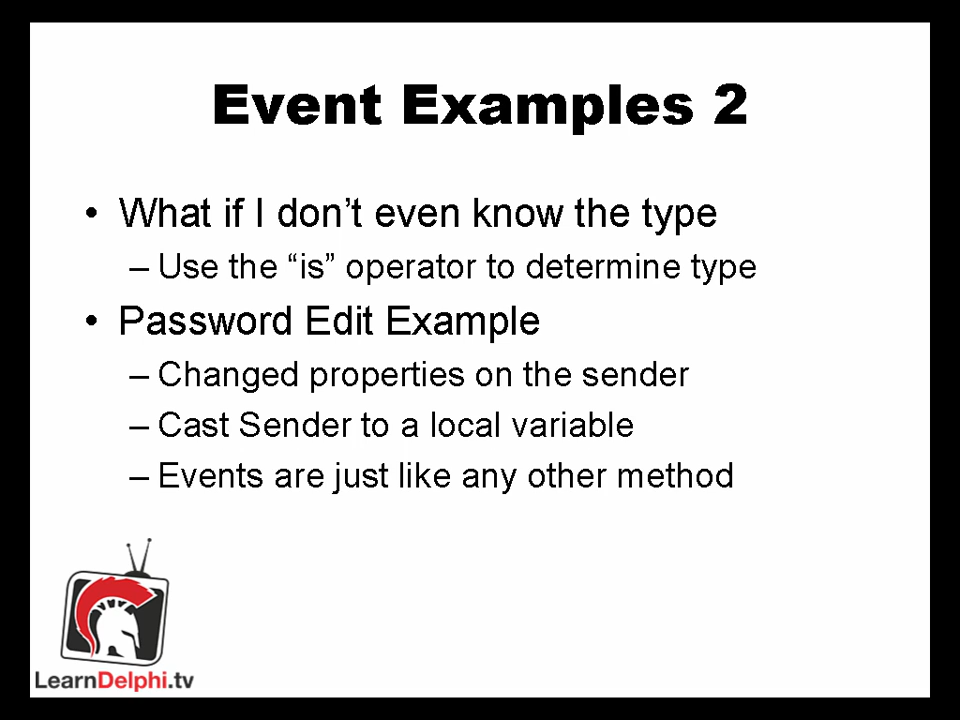 Event Examples 2
• What if I don’t even know the type
– Use the “is” operator to determine type
• Password Edit Example
– Changed properties on the sender
– Cast Sender to a local variable
– Events are just like any other method
LearnDelphi.tv